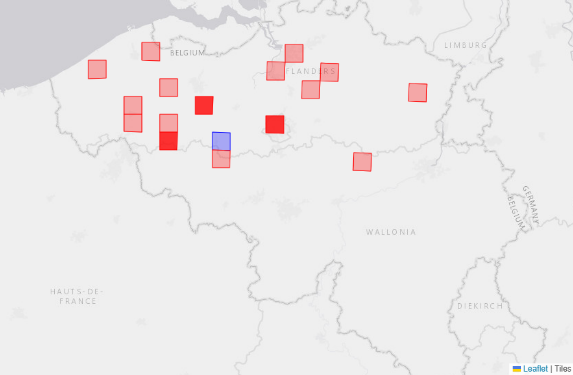 BELGIUM
LIMBURG
LANDERS
GERMANY
BELGIUM
WALLONIA
HAUTS-DE-
FRANCE
DIEKIRCH
Leaflet | Tiles